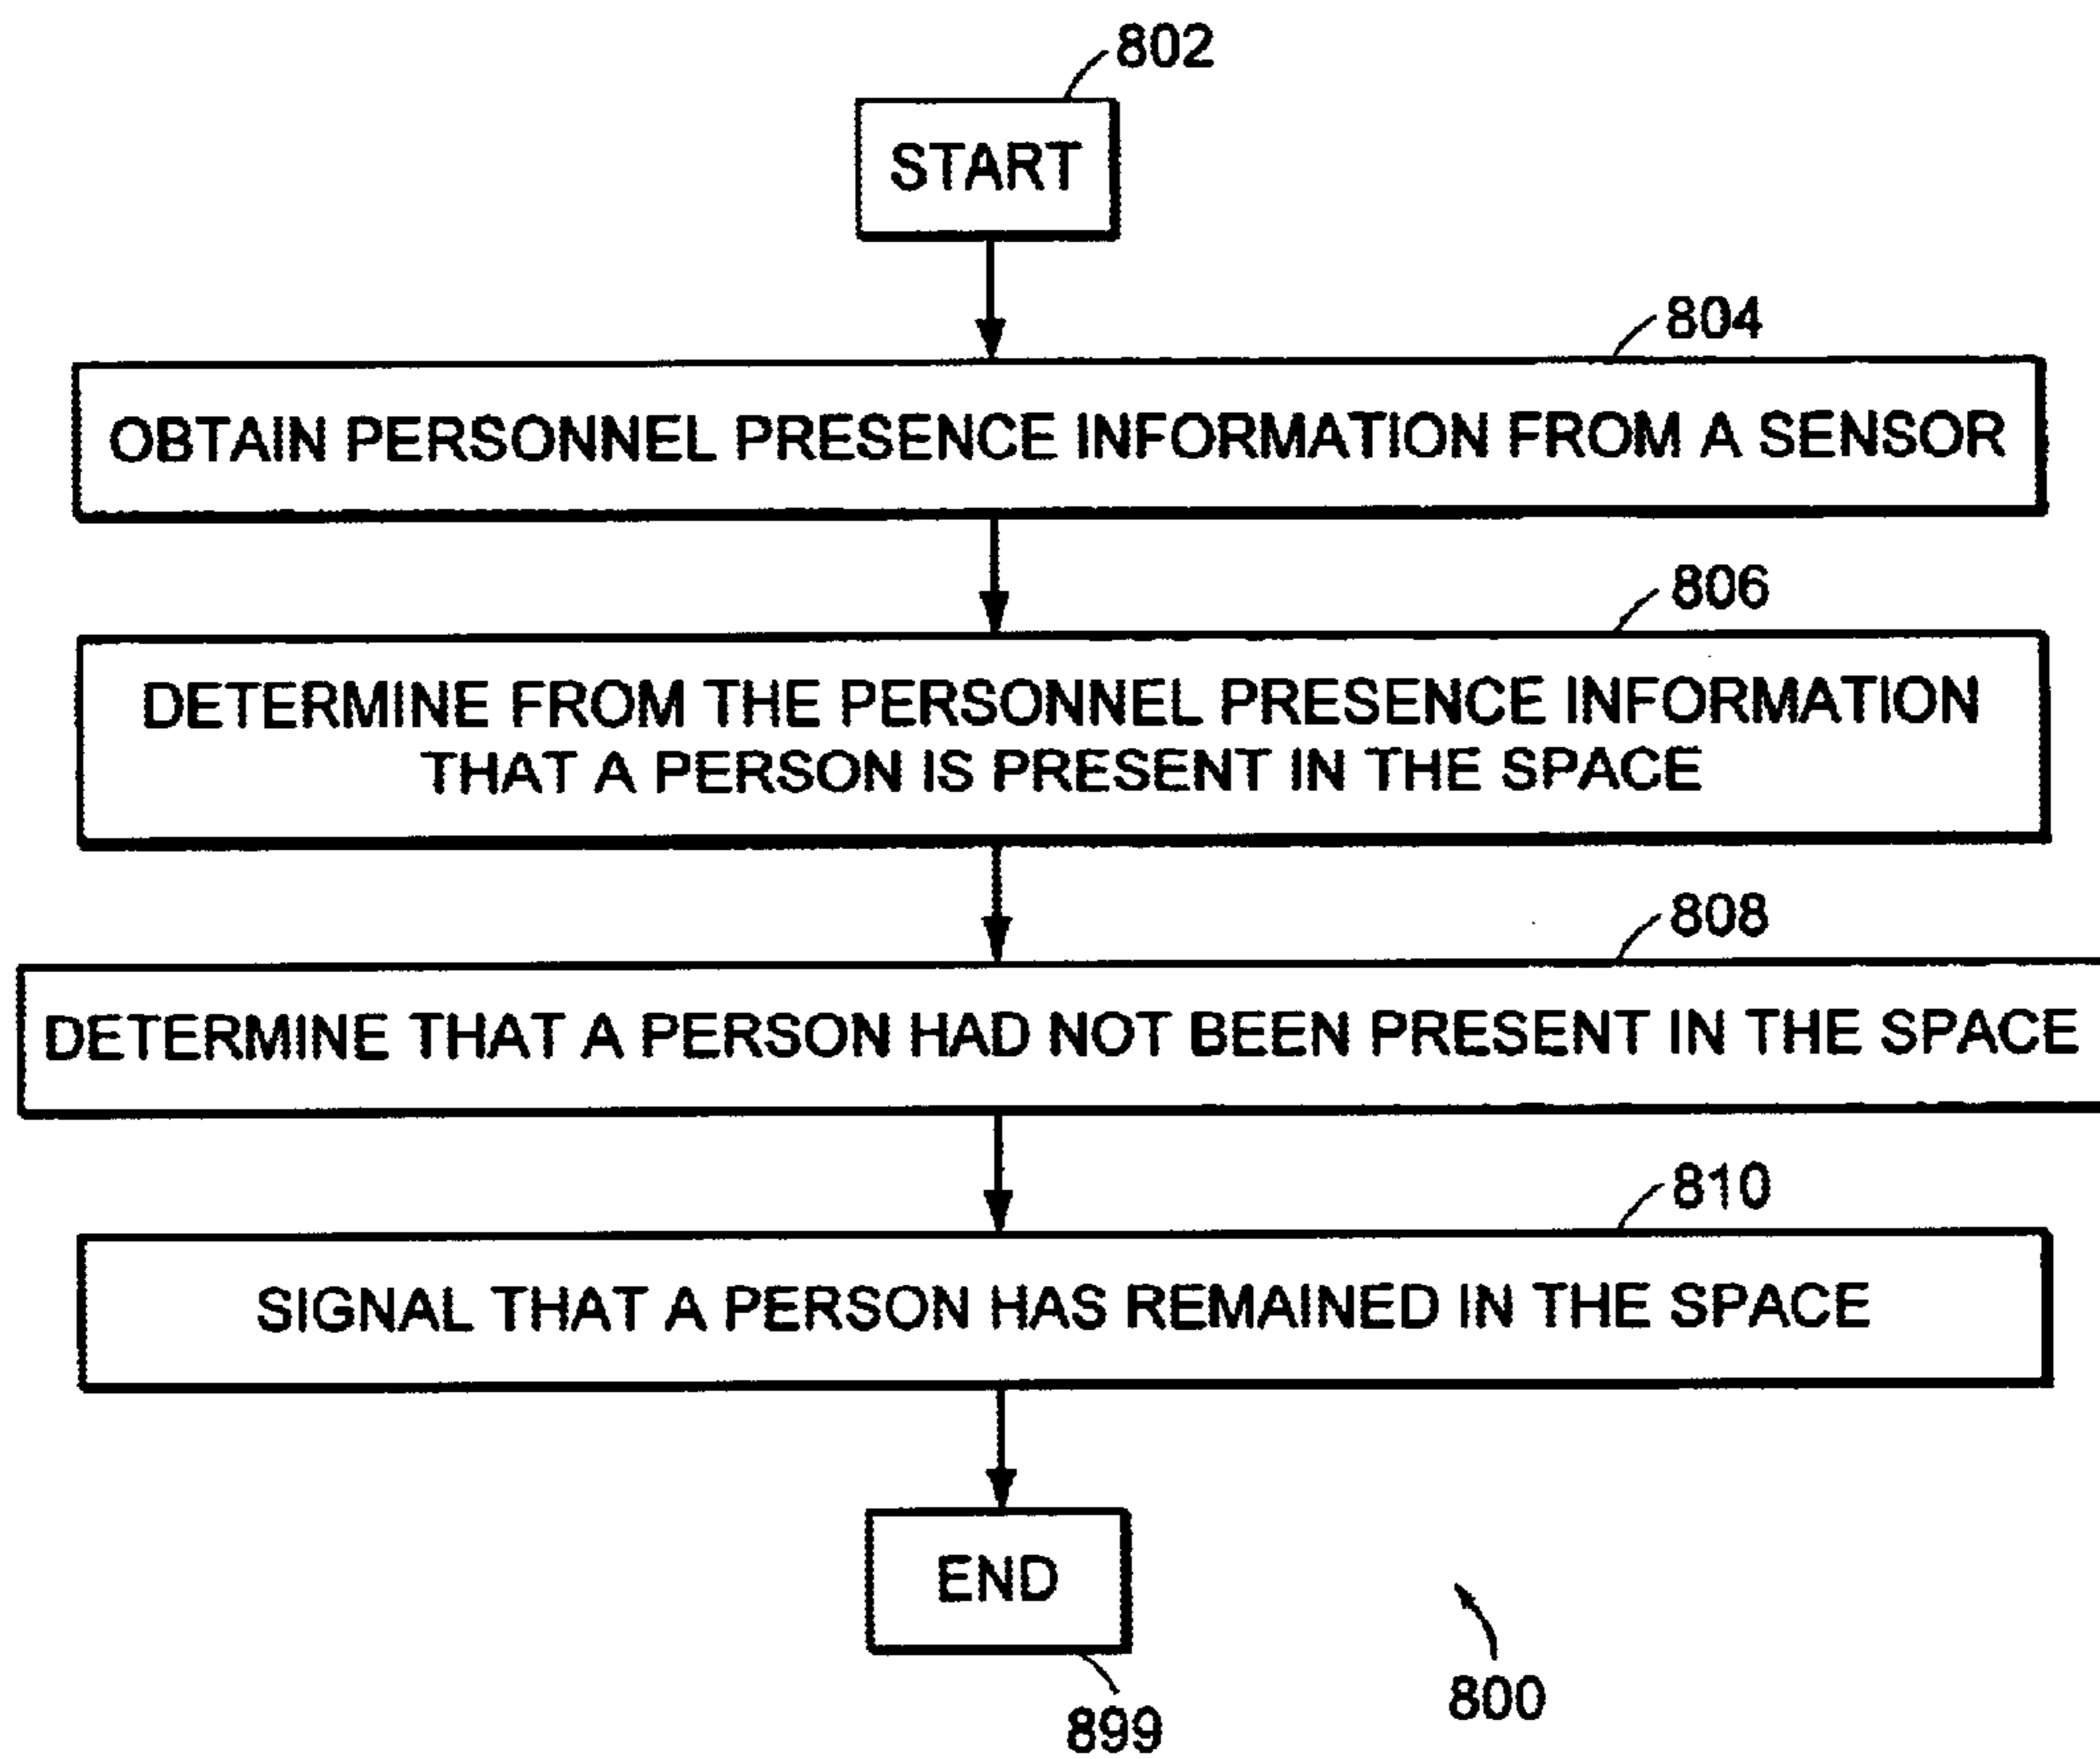 802
START
804
OBTAIN PERSONNEL PRESENCE INFORMATION FROM A SENSOR
806
DETERMINE FROM THE PERSONNEL PRESENCE INFORMATION
THAT A PERSON IS PRESENT IN THE SPACE
808
DETERMINE THAT A PERSON HAD NOT BEEN PRESENT IN THE SPACE
810
SIGNAL THAT A PERSON HAS REMAINED IN THE SPACE
END
800
899